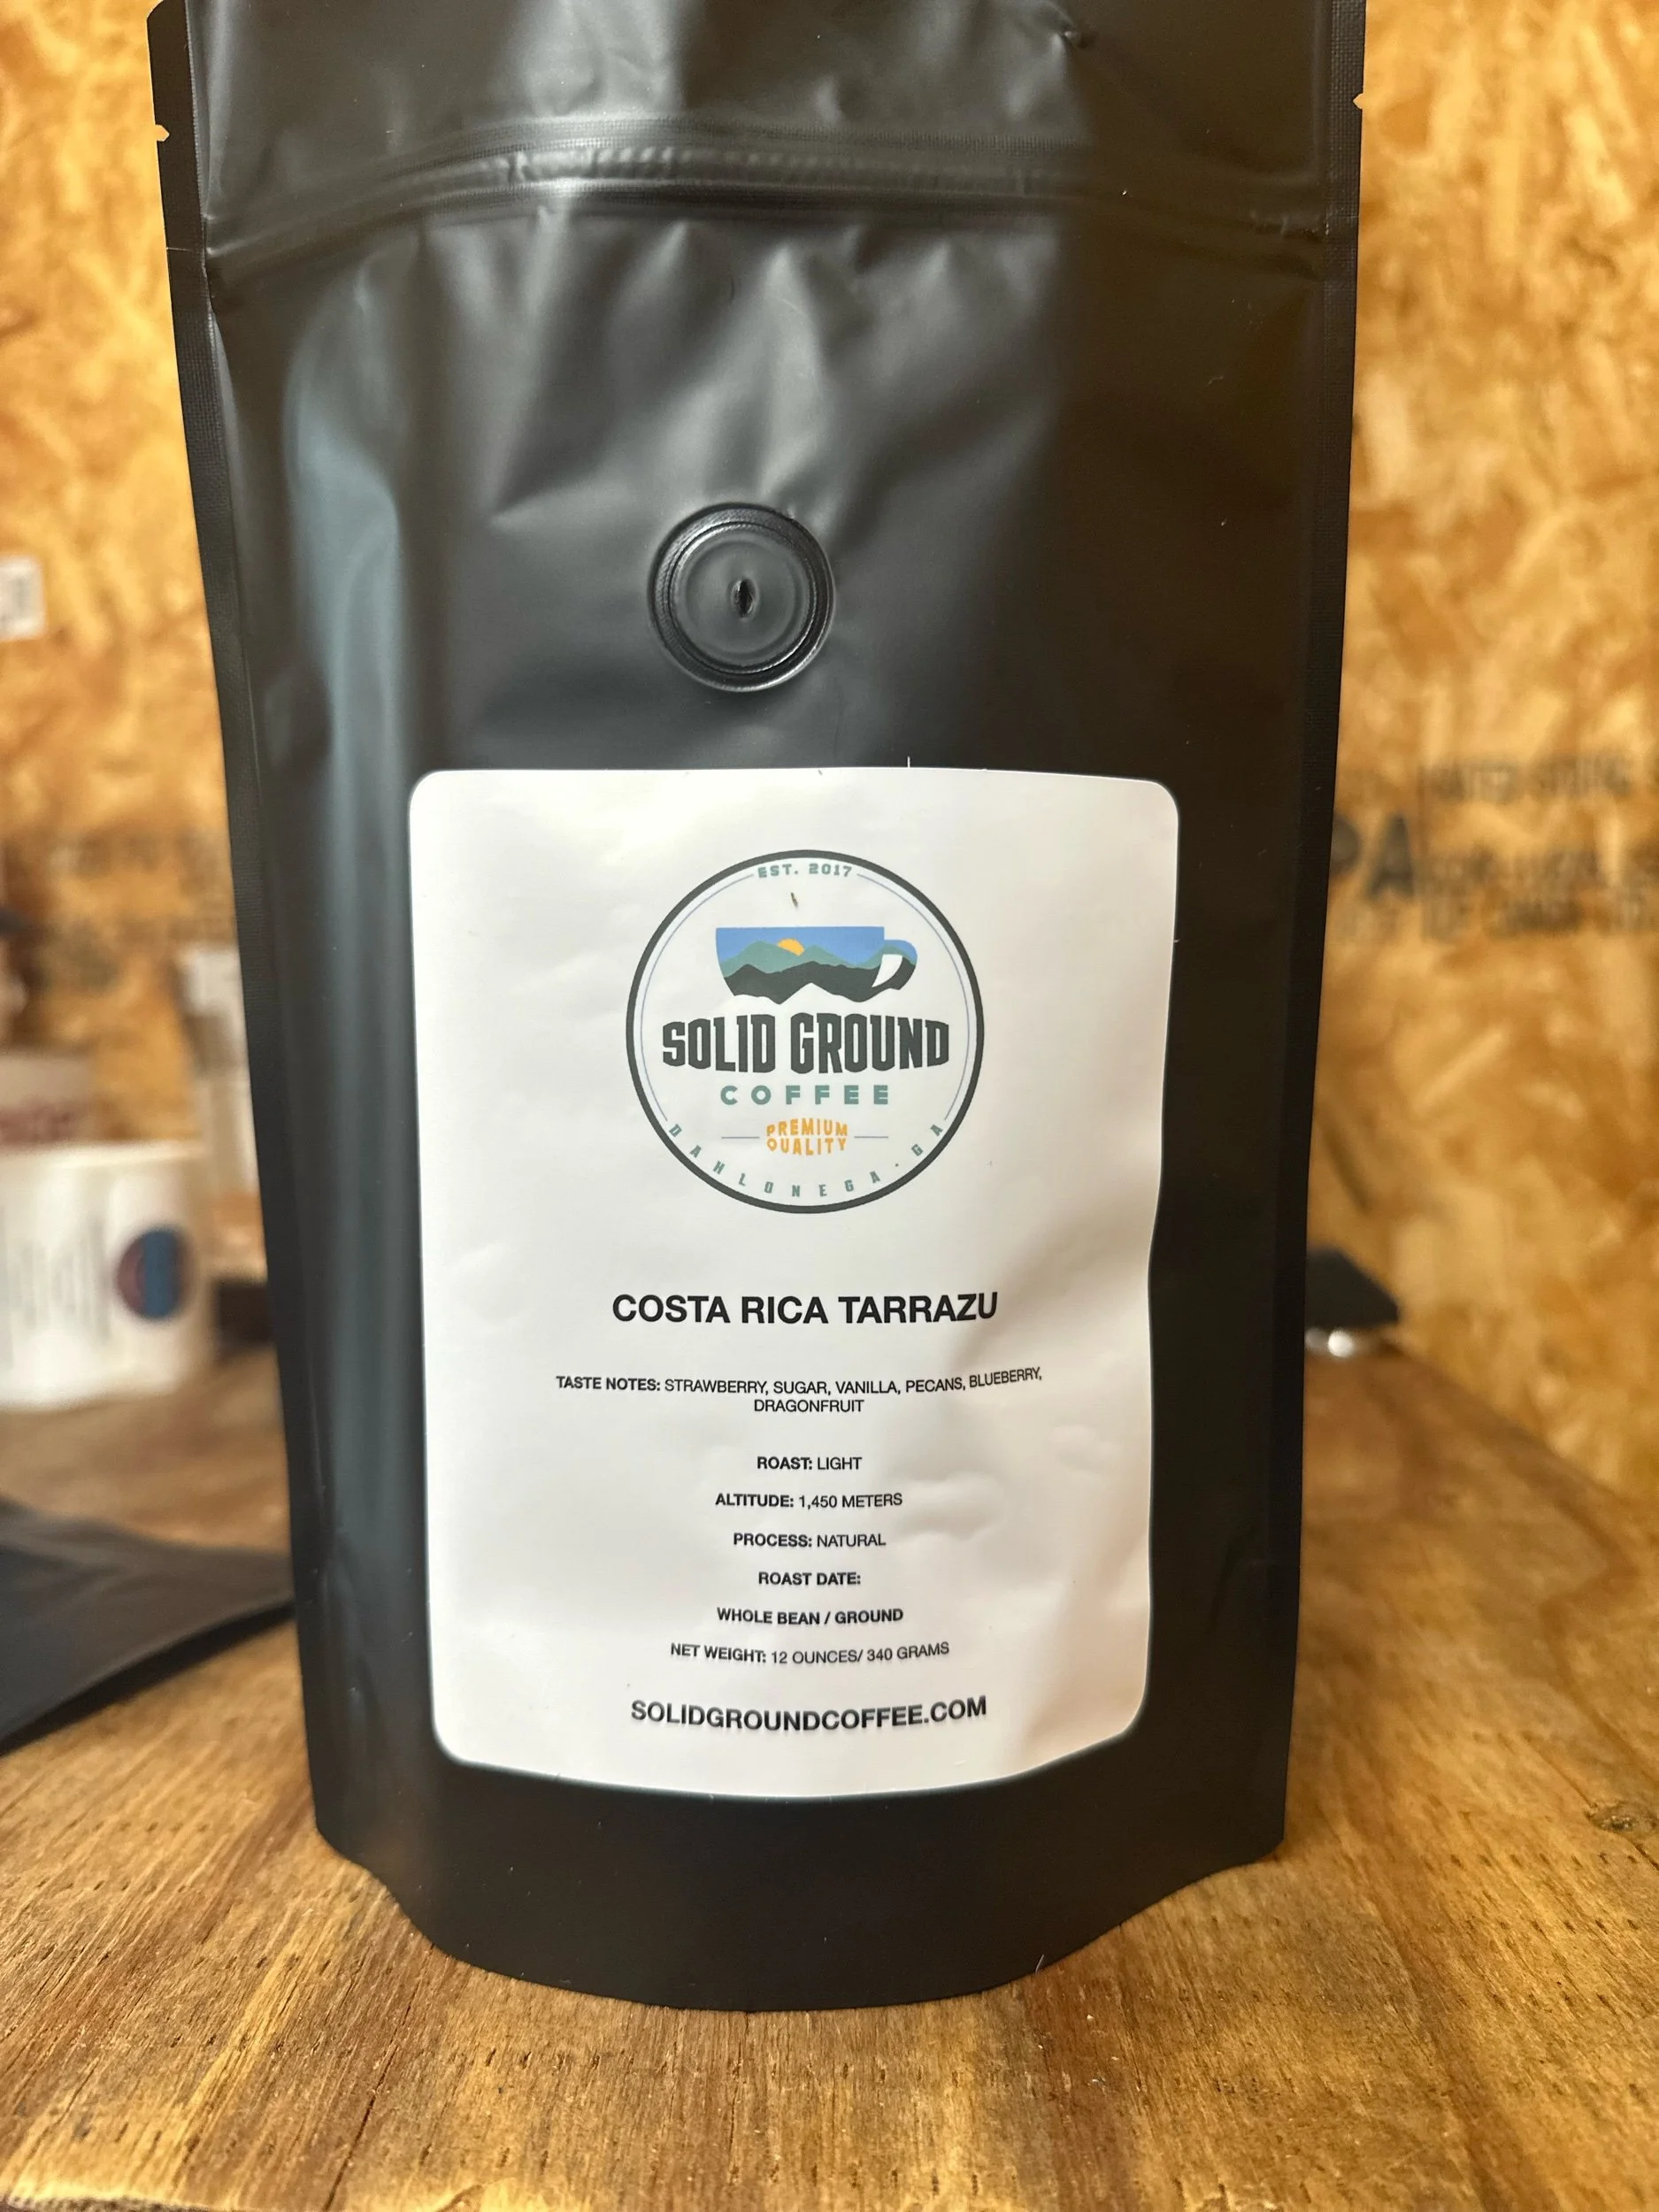 EST. 2017
SOLID GROUND
COFFEE
PREMIUM
QUALITY
DAHLONEGA · GA
COSTA RICA TARRAZU
TASTE NOTES: STRAWBERRY, SUGAR, VANILLA, PECANS, BLUEBERRY,
DRAGONFRUIT
ROAST: LIGHT
ALTITUDE: 1,450 METERS
PROCESS: NATURAL
ROAST DATE:
WHOLE BEAN / GROUND
NET WEIGHT: 12 OUNCES/ 340 GRAMS
SOLIDGROUNDCOFFEE.COM